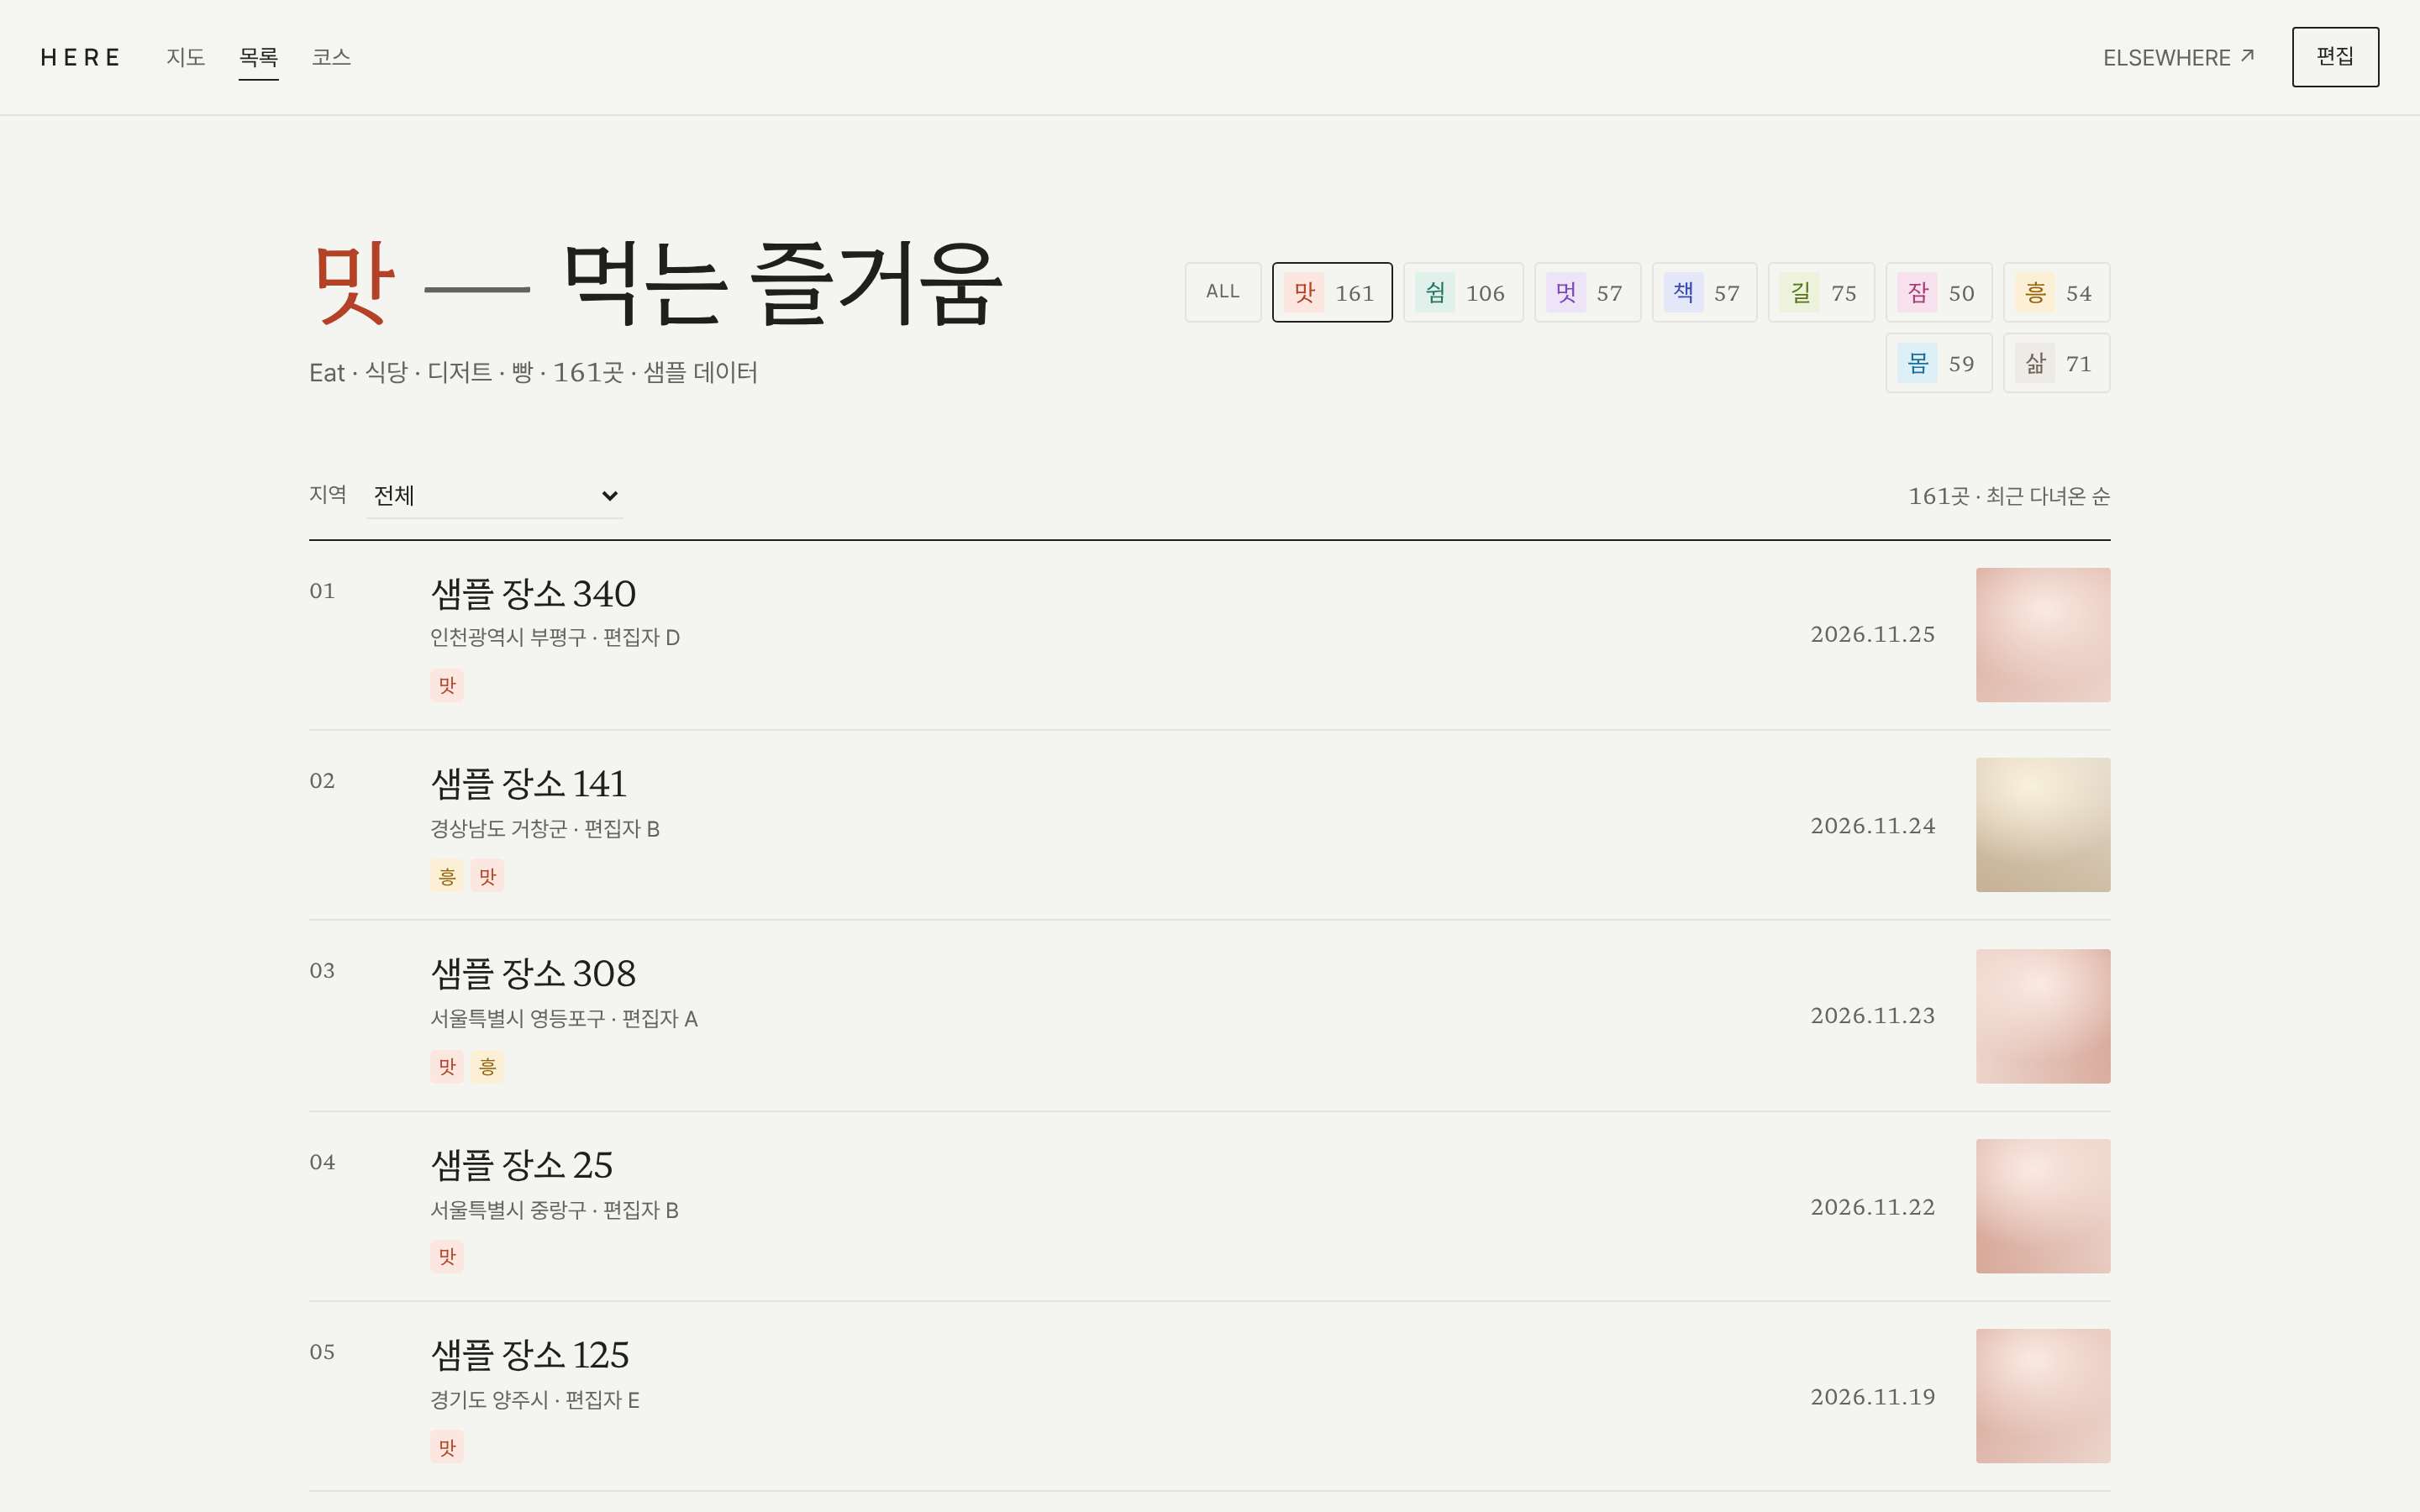 HERE 지도 목록 코스 ELSEWHERE ↗ 편집
맛 — 먹는 즐거움
Eat · 식당 · 디저트 · 빵 · 161곳 · 샘플 데이터
ALL 맛 161 쉼 106 멋 57 책 57 길 75 잠 50 흥 54
봄 59 삶 71
지역 전체 161곳 · 최근 다녀온 순
01 샘플 장소 340
인천광역시 부평구 · 편집자 D
2026.11.25
맛
02 샘플 장소 141
경상남도 거창군 · 편집자 B
2026.11.24
흥 맛
03 샘플 장소 308
서울특별시 영등포구 · 편집자 A
2026.11.23
맛 흥
04 샘플 장소 25
서울특별시 중랑구 · 편집자 B
2026.11.22
맛
05 샘플 장소 125
경기도 양주시 · 편집자 E
2026.11.19
맛